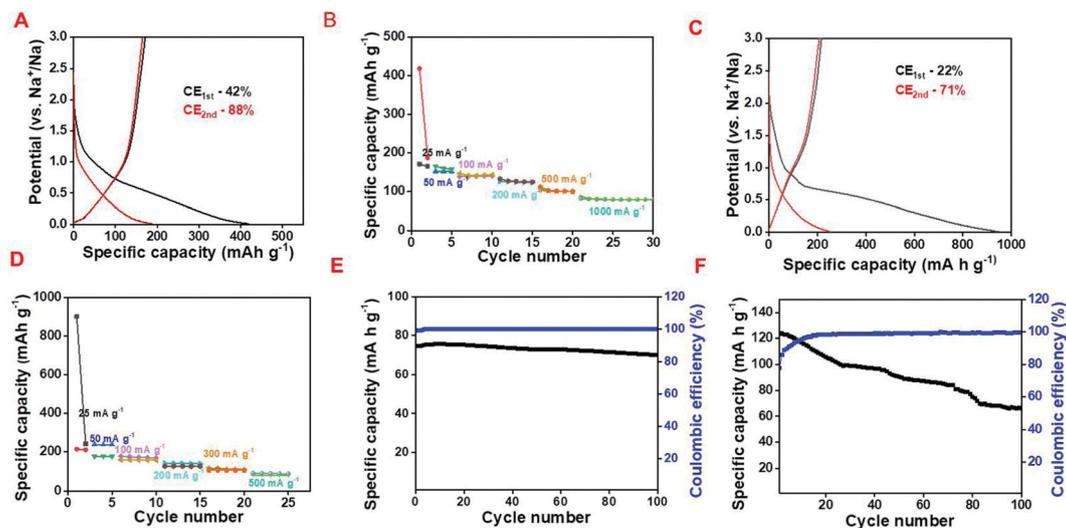 A
3.0
2.5
2.0
1.5
1.0
0.5
0.0
Potential (vs. Na⁺/Na)
CE1st - 42%
CE2nd - 88%
0 100 200 300 400 500
Specific capacity (mAh g⁻¹)
B
500
400
300
200
100
0
Specific capacity (mAh g⁻¹)
25 mA g⁻¹
50 mA g⁻¹
100 mA g⁻¹
200 mA g⁻¹
500 mA g⁻¹
1000 mA g⁻¹
0 5 10 15 20 25 30
Cycle number
C
3.0
2.5
2.0
1.5
1.0
0.5
0.0
Potential (vs. Na⁺/Na)
CE1st - 22%
CE2nd - 71%
0 200 400 600 800 1000
Specific capacity (mA h g⁻¹)
D
1000
800
600
400
200
0
Specific capacity (mAh g⁻¹)
25 mA g⁻¹
50 mA g⁻¹
100 mA g⁻¹
200 mA g⁻¹
300 mA g⁻¹
500 mA g⁻¹
0 5 10 15 20 25
Cycle number
E
100
80
60
40
20
Specific capacity (mA h g⁻¹)
120
100
80
60
40
20
Coulombic efficiency (%)
0 20 40 60 80 100
Cycle number
F
140
120
100
80
60
40
20
Specific capacity (mA h g⁻¹)
120
100
80
60
40
20
Coulombic efficiency (%)
20 40 60 80 100
Cycle number